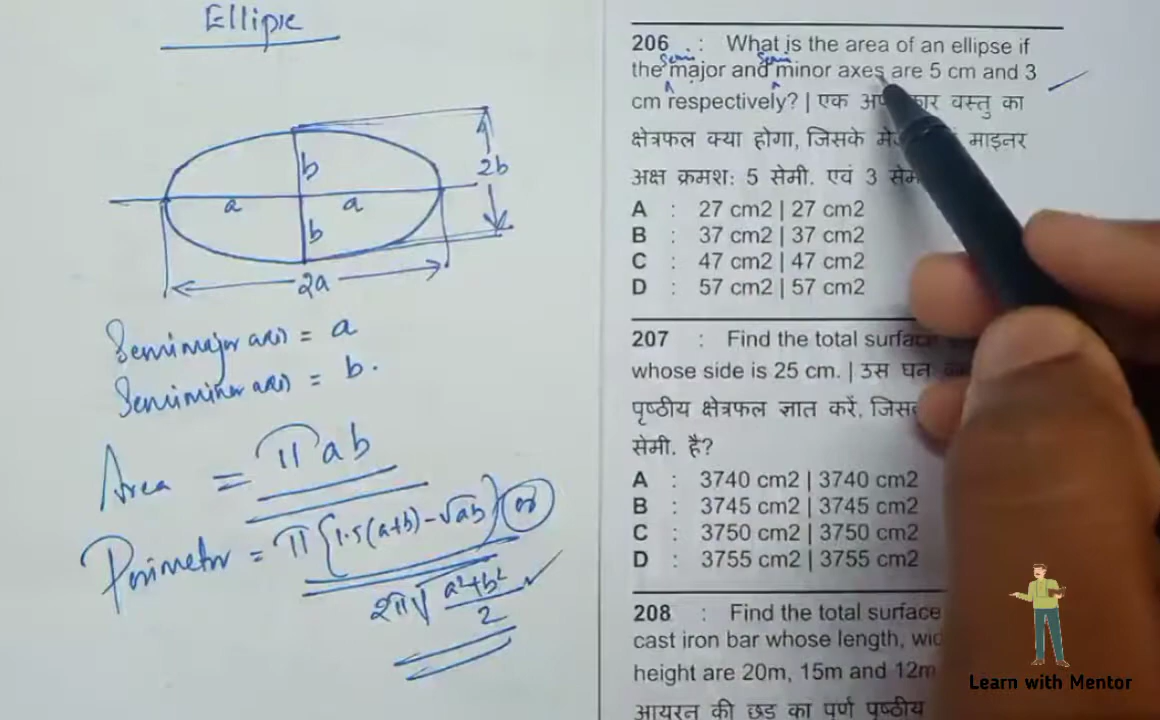 Ellipse
b
2b
a
a
b
2a
Semimajor axis = a
Semiminor axis = b.
Area = πab
Perimeter = π{1.5(a+b)-√ab} or
2π√a²+b²/2
206 : What is the area of an ellipse if
semi semi
the major and minor axes are 5 cm and 3
cm respectively? | एक कार वस्तु का
क्षेत्रफल क्या होगा, जिसके माइनर
अक्ष क्रमश: 5 सेमी. एवं 3
A : 27 cm2 | 27 cm2
B : 37 cm2 | 37 cm2
C : 47 cm2 | 47 cm2
D : 57 cm2 | 57 cm2
207 : Find the total surface
whose side is 25 cm. | उस घन
पृष्ठीय क्षेत्रफल ज्ञात करें,
सेमी. है?
A : 3740 cm2 | 3740 cm2
B : 3745 cm2 | 3745 cm2
C : 3750 cm2 | 3750 cm2
D : 3755 cm2 | 3755 cm2
208 : Find the total surface
cast iron bar whose length,
height are 20m, 15m and 12m
आयरन की छड़ का पूर्ण पृष्ठीय
Learn with Mentor